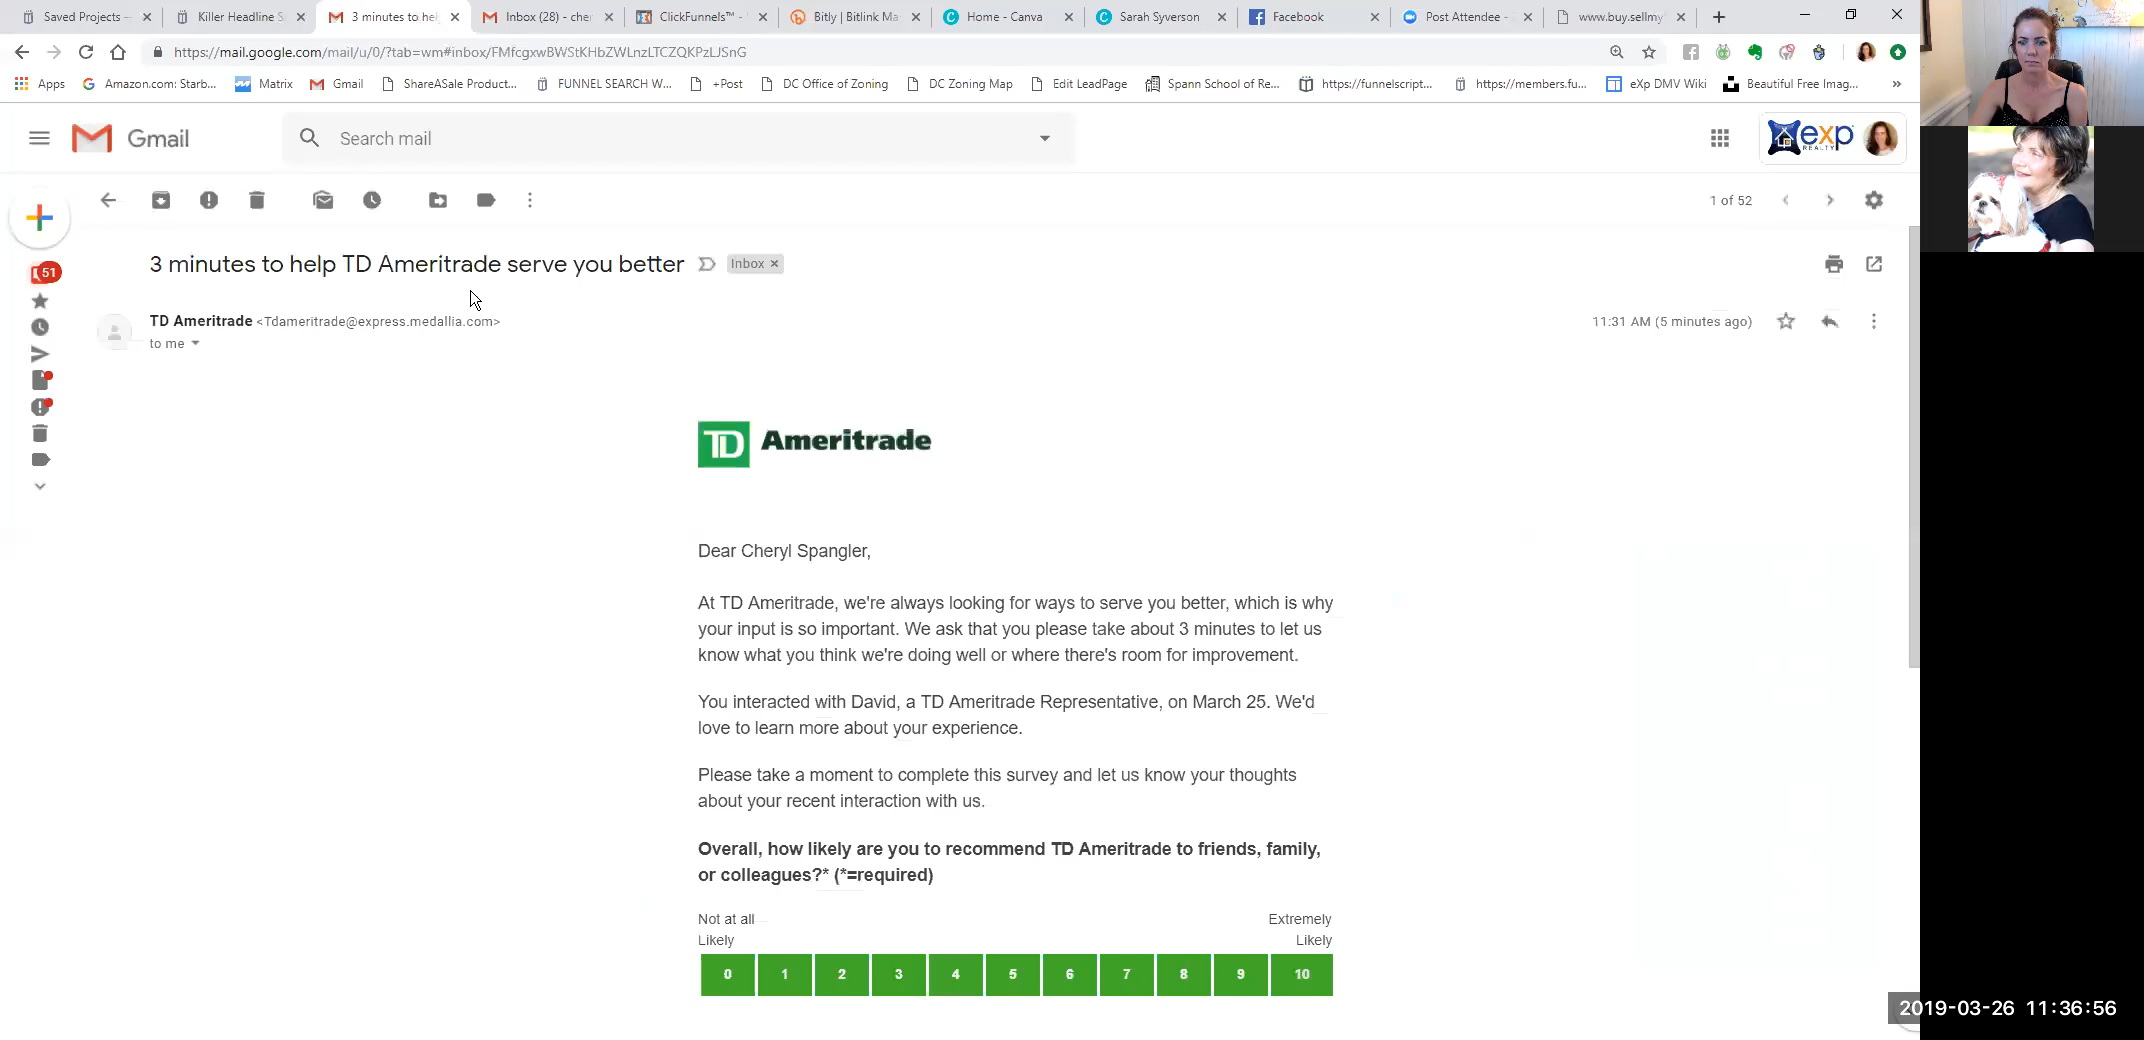 Saved Projects
Killer Headline S
3 minutes to hel
Inbox (28) - cher
ClickFunnels™ -
Bitly | Bitlink Ma
Home - Canva
Sarah Syverson
Facebook
Post Attendee -
www.buy.sellmy
https://mail.google.com/mail/u/0/?tab=wm#inbox/FMfcgxwBWStKHbZWLnzLTCZQKPzLJSnG
Apps
Amazon.com: Starb...
Matrix
Gmail
ShareASale Product...
FUNNEL SEARCH W...
+Post
DC Office of Zoning
DC Zoning Map
Edit LeadPage
Spann School of Re...
https://funnelscript...
https://members.fu...
eXp DMV Wiki
Beautiful Free Imag...
»
Gmail
Search mail
exp
REALTY
1 of 52
51
3 minutes to help TD Ameritrade serve you better
Inbox
TD Ameritrade <Tdameritrade@express.medallia.com>
11:31 AM (5 minutes ago)
to me
TD Ameritrade
Dear Cheryl Spangler,
At TD Ameritrade, we're always looking for ways to serve you better, which is why
your input is so important. We ask that you please take about 3 minutes to let us
know what you think we're doing well or where there's room for improvement.
You interacted with David, a TD Ameritrade Representative, on March 25. We'd
love to learn more about your experience.
Please take a moment to complete this survey and let us know your thoughts
about your recent interaction with us.
Overall, how likely are you to recommend TD Ameritrade to friends, family,
or colleagues?* (*=required)
Not at all
Likely
Extremely
Likely
0 1 2 3 4 5 6 7 8 9 10
2019-03-26 11:36:56